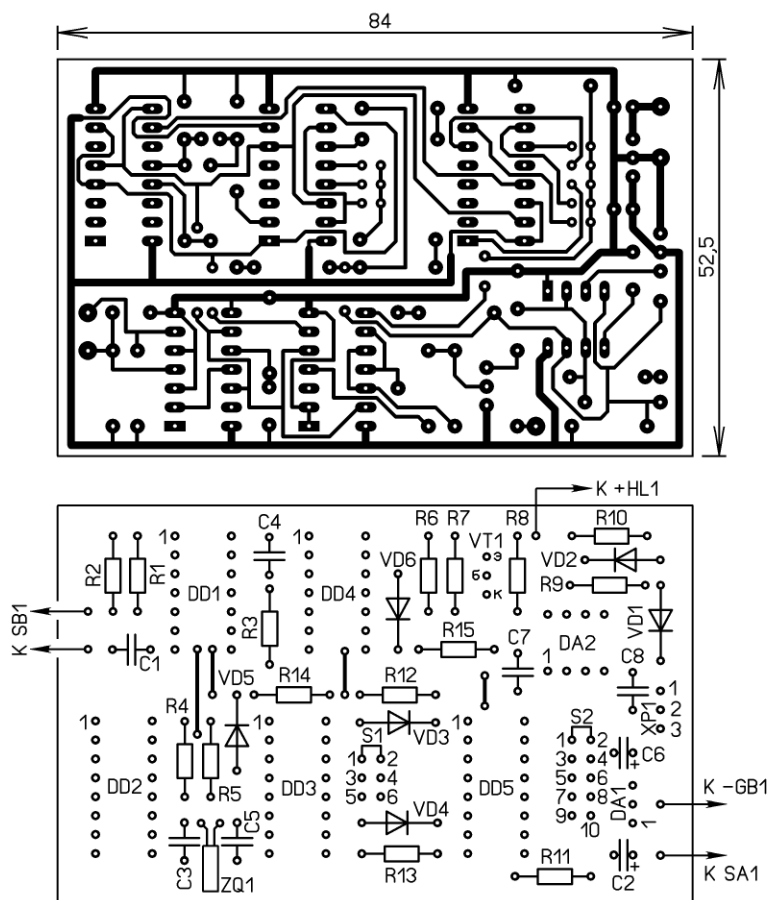 84
52,5
К +HL1
R6 R7 R8 R10
C4 VT1
1 1 э
VD6 VD2
R2 R1 DD1 DD4 б
к R9
К SB1 R3 VD1
R15 C7 DA2
C1 C8
VD5 R14 R12 1
1
R4 S2 XP1 2
1 1 VD3 1 3
S1 1 2
1 2 C6
3 4 3 4 +
DD2 R5 DD3 5 6 DD5 5 6 DA1 К -GB1
7 8
9 1
VD4 10
C3 C5
ZQ1 R13 R11 C2 + К SA1